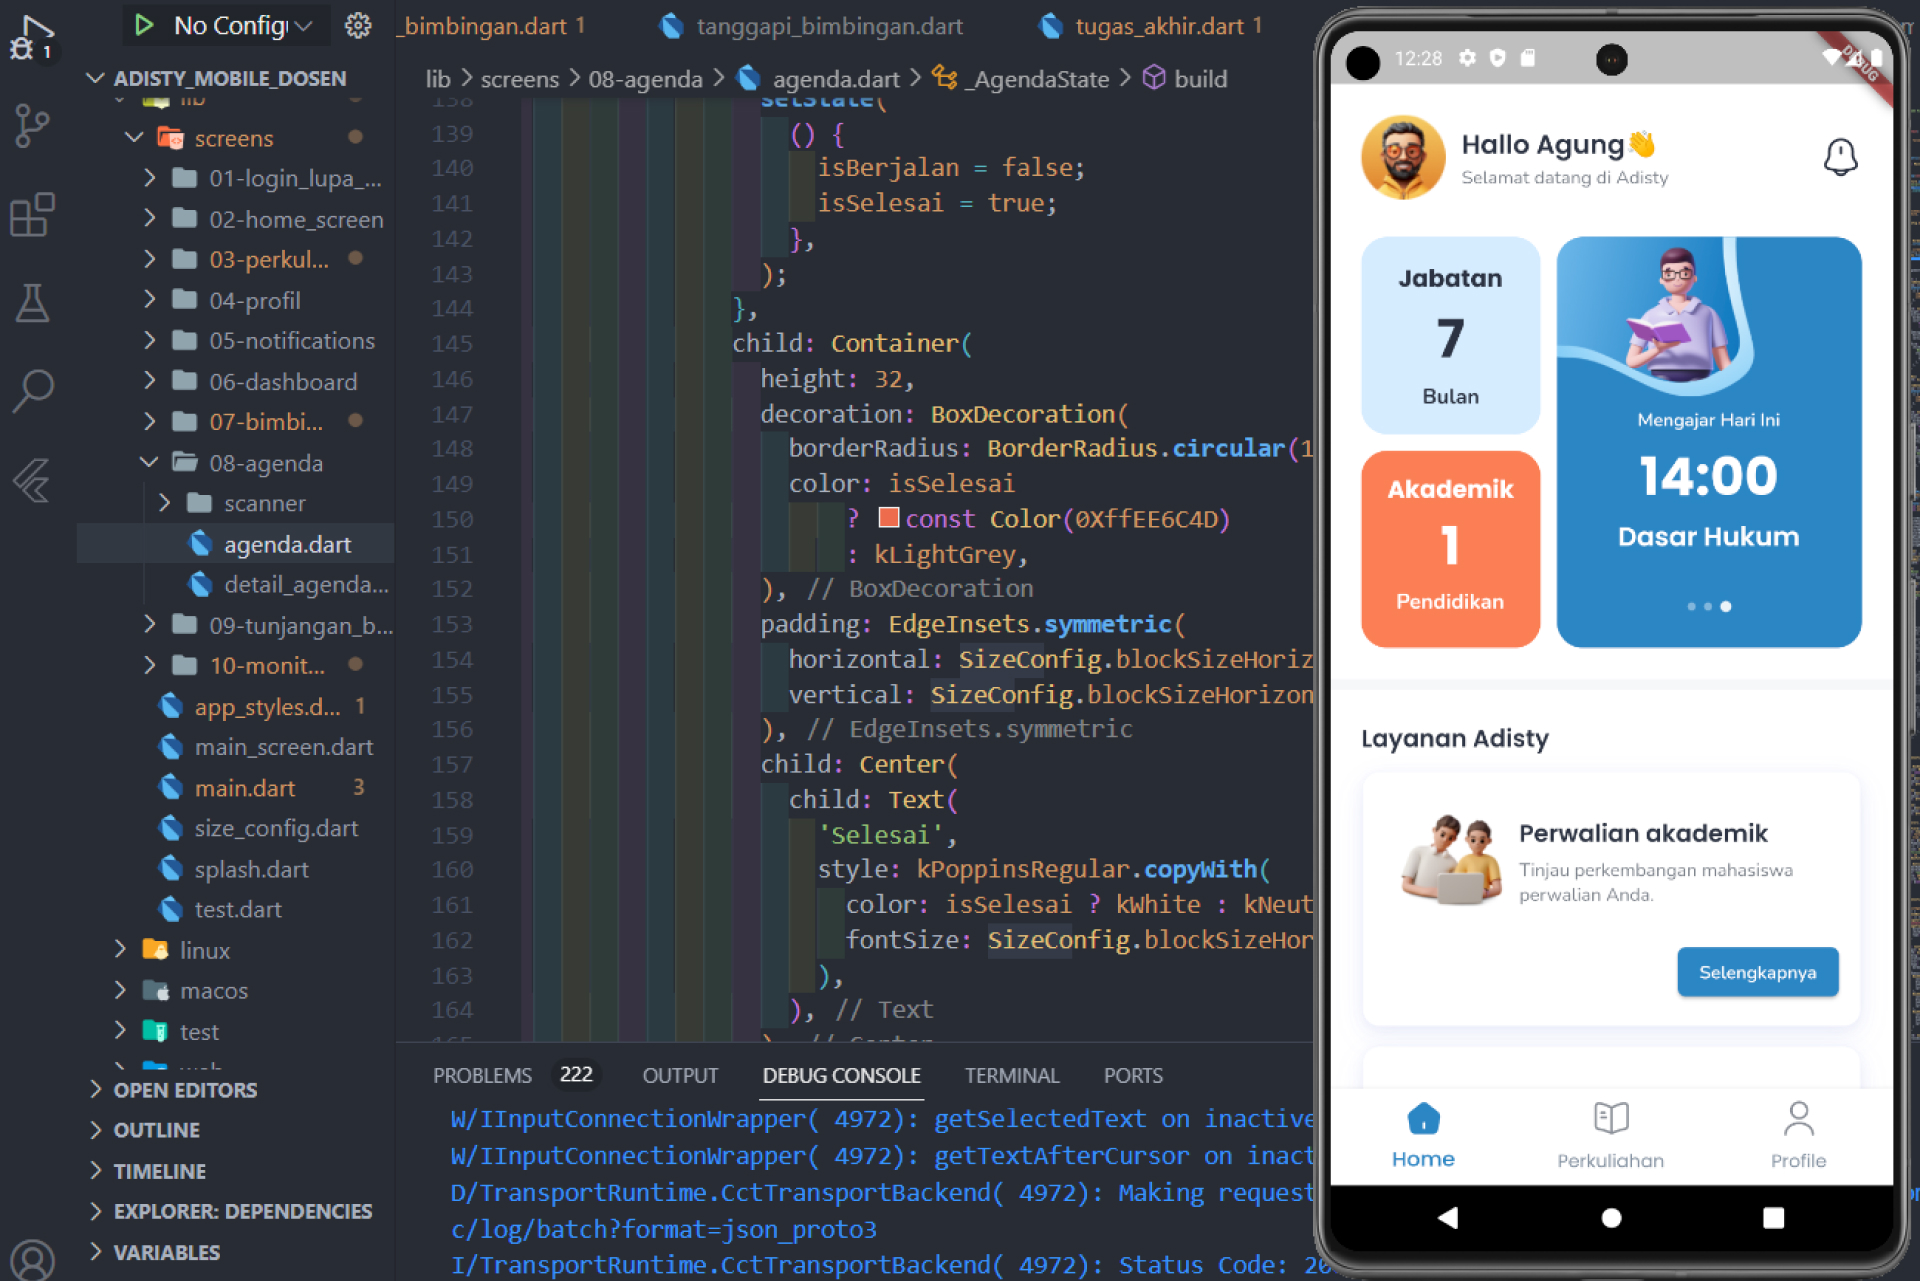 1
No Config
ADISTY_MOBILE_DOSEN
lib
screens
01-login_lupa_...
02-home_screen
03-perkul...
04-profil
05-notifications
06-dashboard
07-bimbi...
08-agenda
scanner
agenda.dart
detail_agenda...
09-tunjangan_b...
10-monit...
app_styles.d... 1
main_screen.dart
main.dart 3
size_config.dart
splash.dart
test.dart
linux
macos
test
web
OPEN EDITORS
OUTLINE
TIMELINE
EXPLORER: DEPENDENCIES
VARIABLES
_bimbingan.dart 1
tanggapi_bimbingan.dart
tugas_akhir.dart 1
lib > screens > 08-agenda > agenda.dart > _AgendaState > build
138 setState(
139 () {
140 isBerjalan = false;
141 isSelesai = true;
142 },
143 );
144 },
145 child: Container(
146 height: 32,
147 decoration: BoxDecoration(
148 borderRadius: BorderRadius.circular(1
149 color: isSelesai
150 ? const Color(0XffEE6C4D)
151 : kLightGrey,
152 ), // BoxDecoration
153 padding: EdgeInsets.symmetric(
154 horizontal: SizeConfig.blockSizeHoriz
155 vertical: SizeConfig.blockSizeHorizon
156 ), // EdgeInsets.symmetric
157 child: Center(
158 child: Text(
159 'Selesai',
160 style: kPoppinsRegular.copyWith(
161 color: isSelesai ? kWhite : kNeut
162 fontSize: SizeConfig.blockSizeHor
163 ),
164 ), // Text
165 ), // Center
PROBLEMS 222 OUTPUT DEBUG CONSOLE TERMINAL PORTS
W/IInputConnectionWrapper( 4972): getSelectedText on inactive
W/IInputConnectionWrapper( 4972): getTextAfterCursor on inact
D/TransportRuntime.CctTransportBackend( 4972): Making request
c/log/batch?format=json_proto3
I/TransportRuntime.CctTransportBackend( 4972): Status Code: 20
12:28
DEBUG
Hallo Agung👋
Selamat datang di Adisty
Jabatan
7
Bulan
Akademik
1
Pendidikan
Mengajar Hari Ini
14:00
Dasar Hukum
Layanan Adisty
Perwalian akademik
Tinjau perkembangan mahasiswa
perwalian Anda.
Selengkapnya
Home
Perkuliahan
Profile